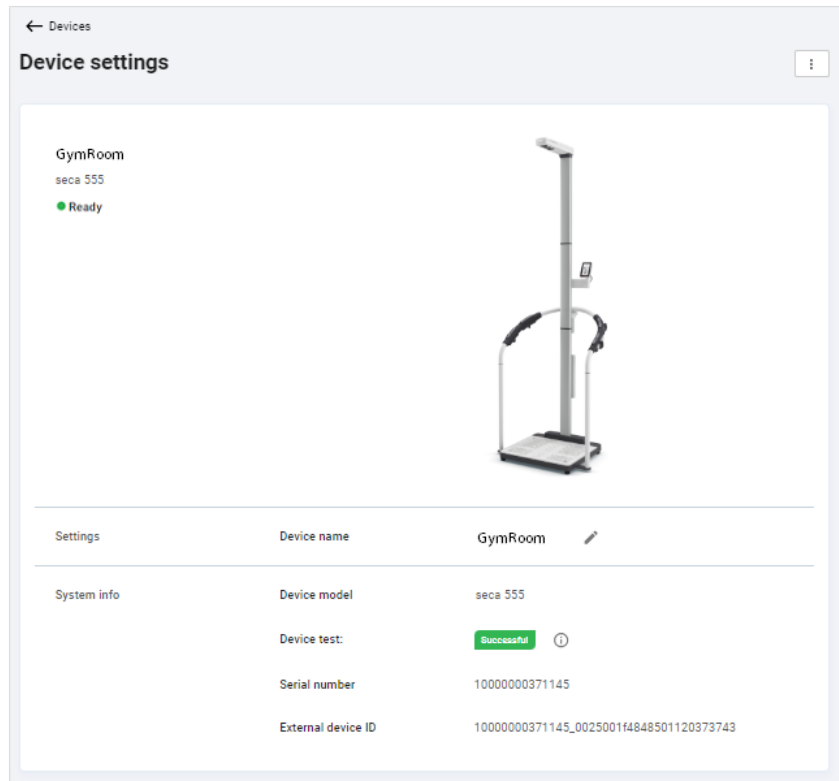 ← Devices
Device settings
GymRoom
seca 555
Ready
Settings Device name GymRoom
System info Device model seca 555
Device test: Successful
Serial number 10000000371145
External device ID 10000000371145_0025001f4848501120373743